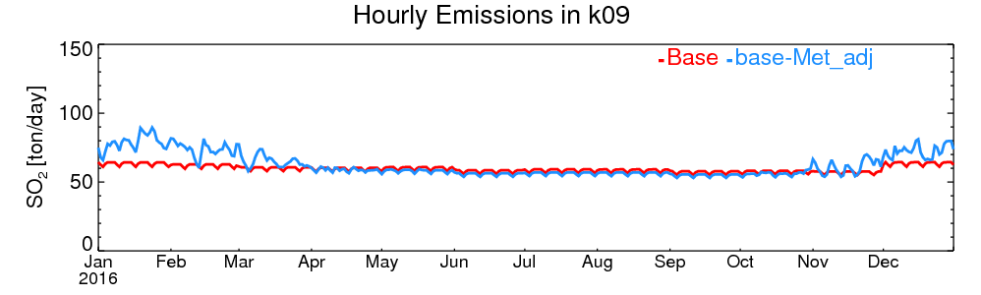 Hourly Emissions in k09
150
Base base-Met_adj
100
SO2 [ton/day]
50
0
Jan Feb Mar Apr May Jun Jul Aug Sep Oct Nov Dec
2016